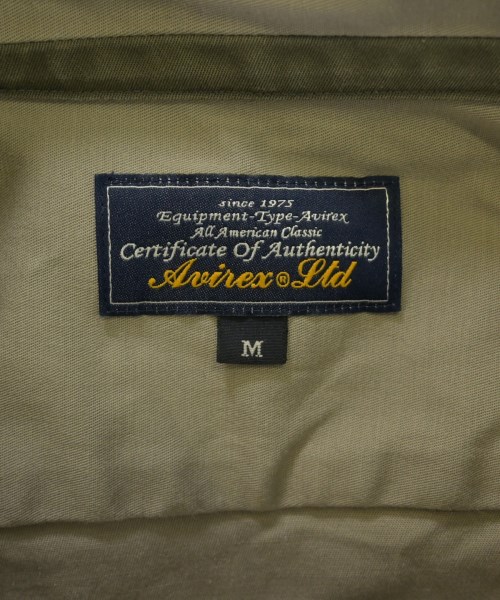 since 1975
Equipment-Type-Avirex
All American Classic
Certificate Of Authenticity
Avirex®Ltd
M